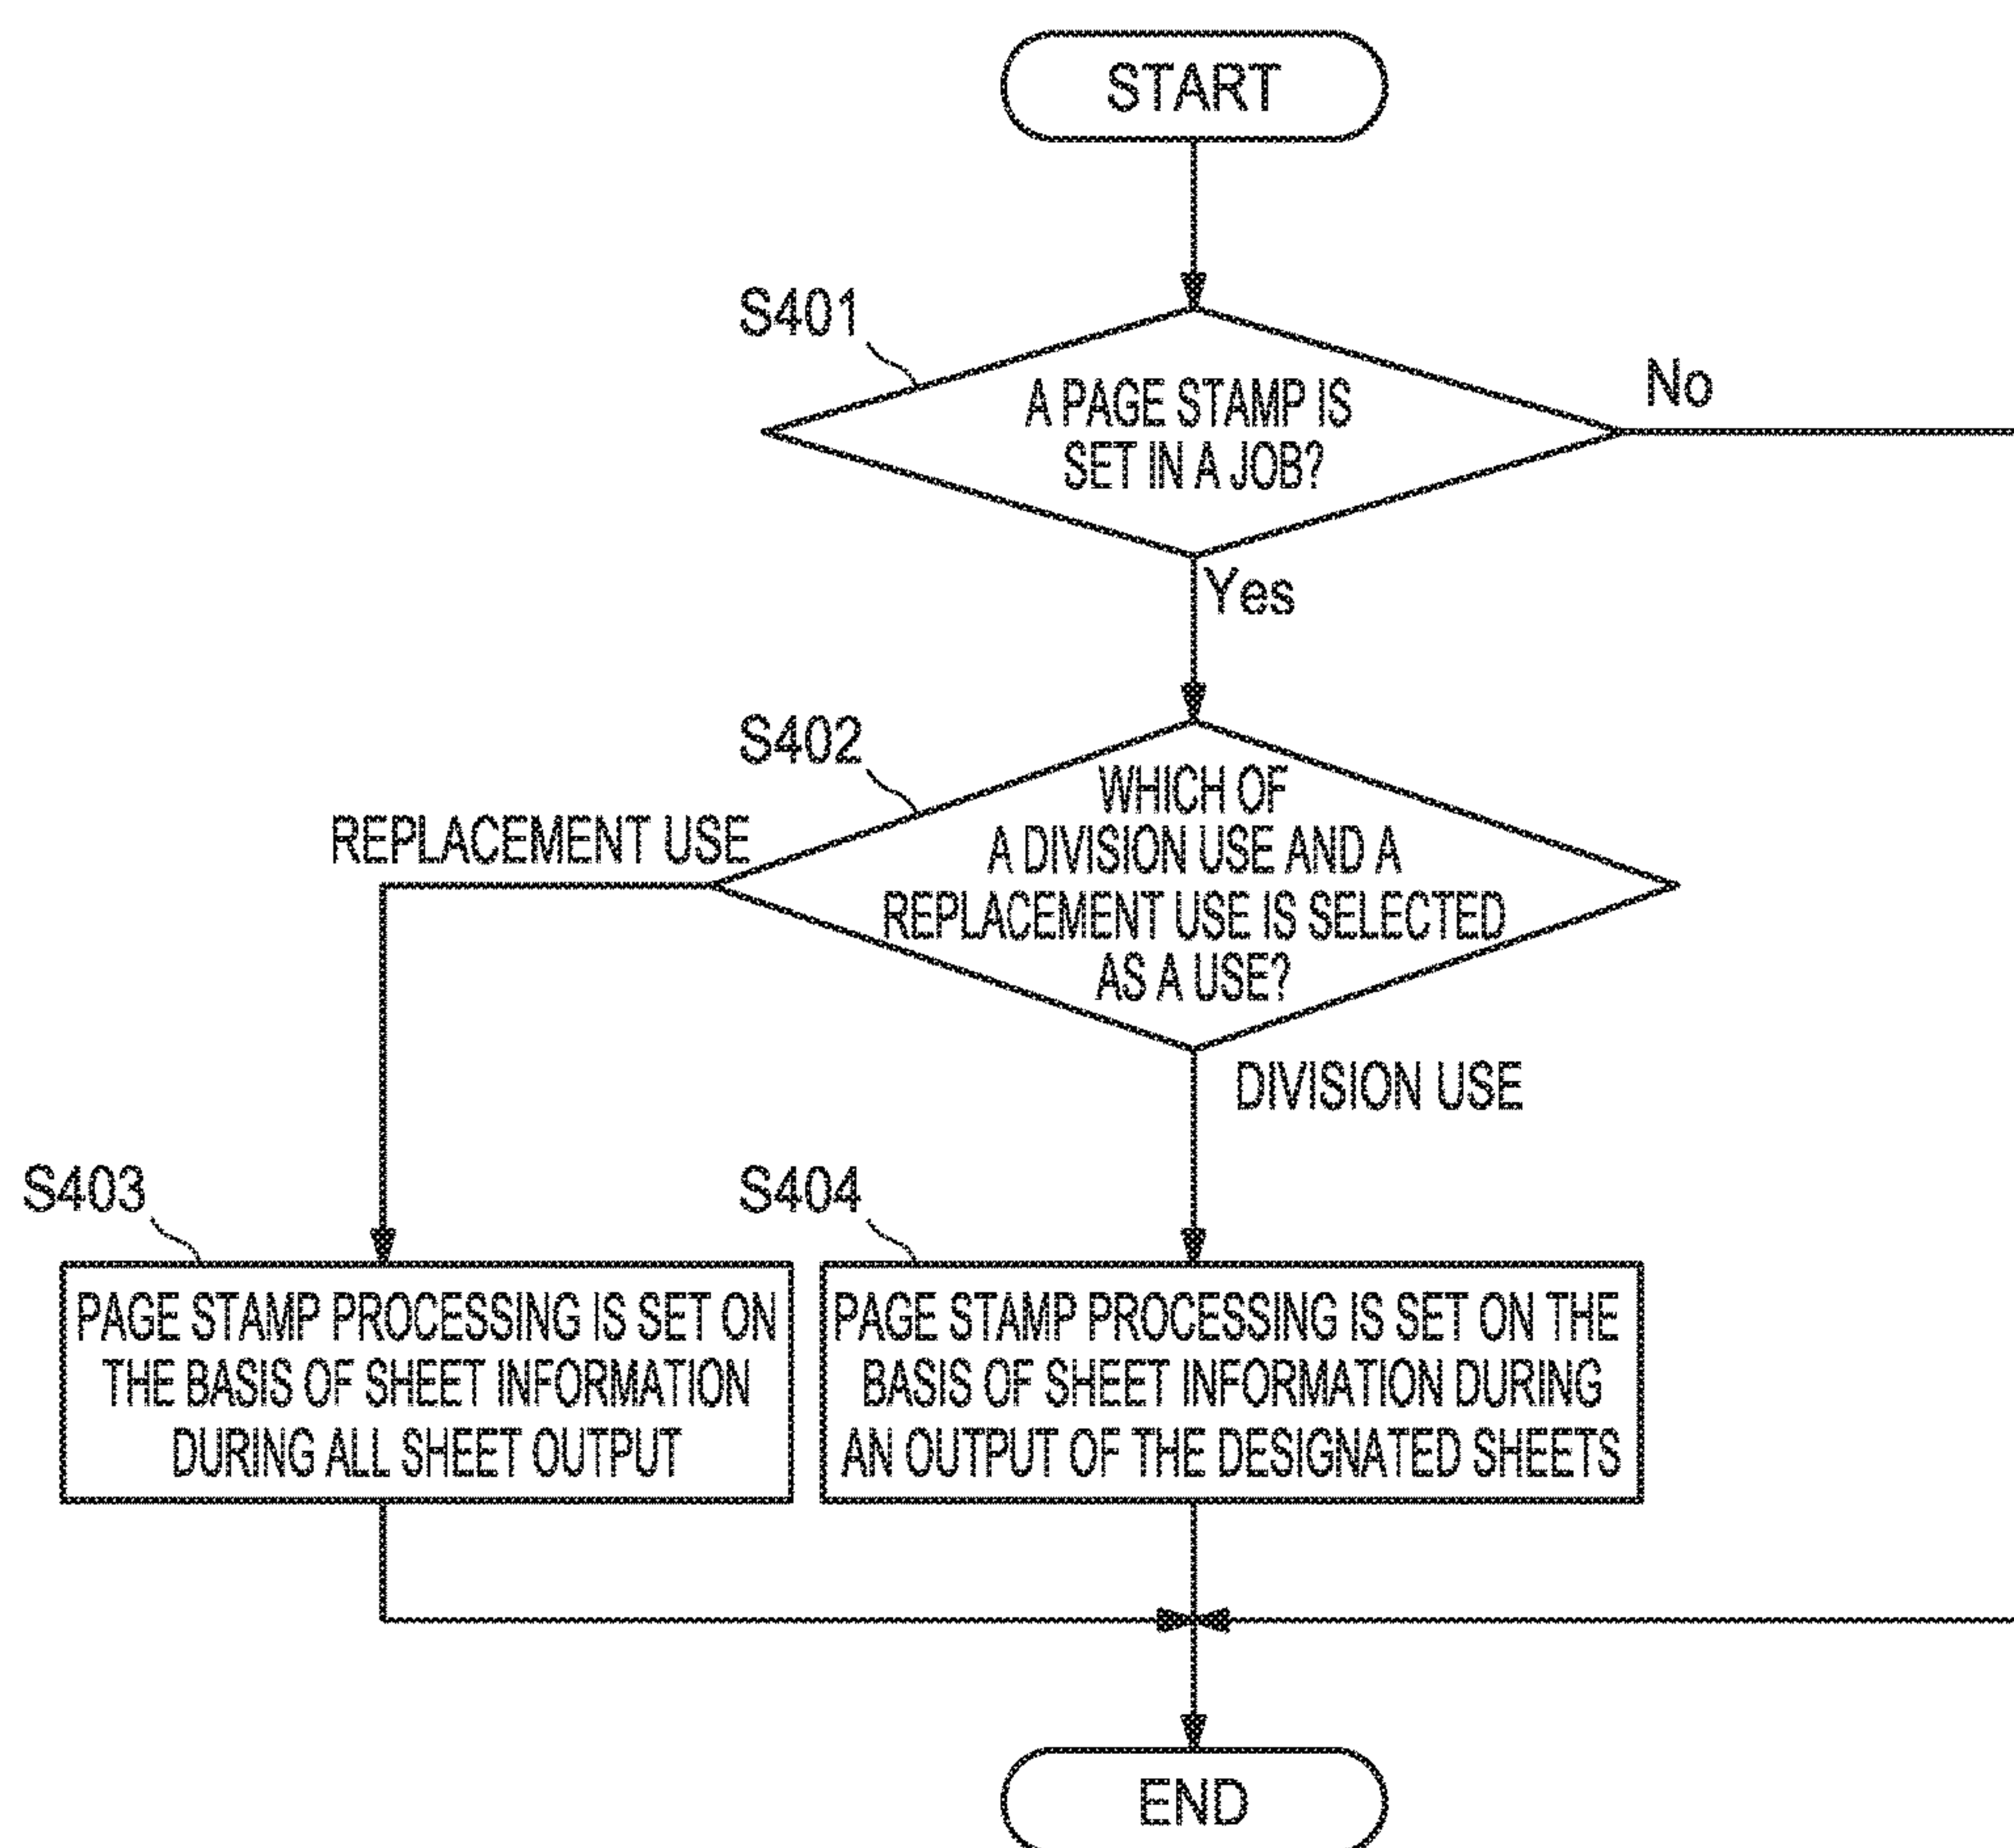 START
S401
A PAGE STAMP IS
SET IN A JOB?
No
Yes
S402
WHICH OF
A DIVISION USE AND A
REPLACEMENT USE IS SELECTED
AS A USE?
REPLACEMENT USE
DIVISION USE
S403
PAGE STAMP PROCESSING IS SET ON
THE BASIS OF SHEET INFORMATION
DURING ALL SHEET OUTPUT
S404
PAGE STAMP PROCESSING IS SET ON THE
BASIS OF SHEET INFORMATION DURING
AN OUTPUT OF THE DESIGNATED SHEETS
END